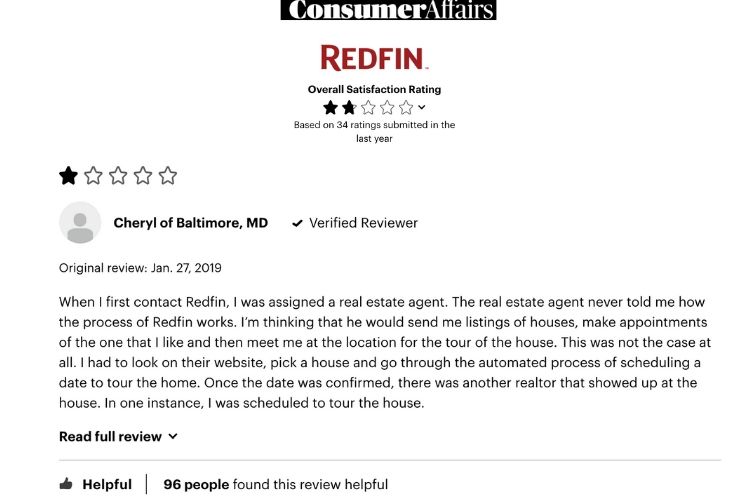 ConsumerAffairs
REDFIN
Overall Satisfaction Rating
Based on 34 ratings submitted in the
last year
Cheryl of Baltimore, MD ✔ Verified Reviewer
Original review: Jan. 27, 2019
When I first contact Redfin, I was assigned a real estate agent. The real estate agent never told me how
the process of Redfin works. I'm thinking that he would send me listings of houses, make appointments
of the one that I like and then meet me at the location for the tour of the house. This was not the case at
all. I had to look on their website, pick a house and go through the automated process of scheduling a
date to tour the home. Once the date was confirmed, there was another realtor that showed up at the
house. In one instance, I was scheduled to tour the house.
Read full review
Helpful | 96 people found this review helpful